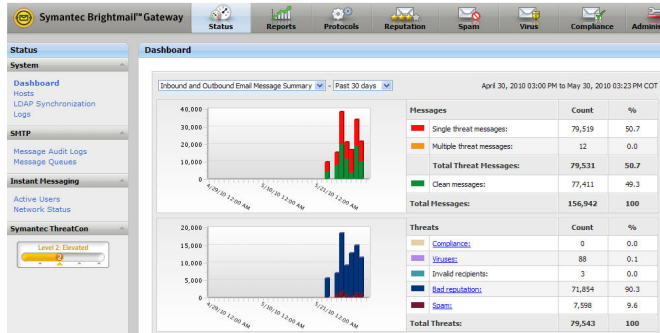 Symantec Brightmail™ Gateway
Status Reports Protocols Reputation Spam Virus Compliance Adminis
Status
System
Dashboard
Hosts
LDAP Synchronization
Logs
SMTP
Message Audit Logs
Message Queues
Instant Messaging
Active Users
Network Status
Symantec ThreatCon
Level 2: Elevated
2
Dashboard
Inbound and Outbound Email Message Summary - Past 30 days April 30, 2010 03:00 PM to May 30, 2010 03:23 PM COT
40,000
30,000
20,000
10,000
0
4/29/10 12:00 AM 5/10/10 12:00 AM 5/21/10 12:00 AM
Messages Count %
Single threat messages: 79,519 50.7
Multiple threat messages: 12 0.0
Total Threat Messages: 79,531 50.7
Clean messages: 77,411 49.3
Total Messages: 156,942 100
20,000
15,000
10,000
5,000
0
4/29/10 12:00 AM 5/10/10 12:00 AM 5/21/10 12:00 AM
Threats Count %
Compliance: 0 0.0
Viruses: 88 0.1
Invalid recipients: 3 0.0
Bad reputation: 71,854 90.3
Spam: 7,598 9.6
Total Threats: 79,543 100